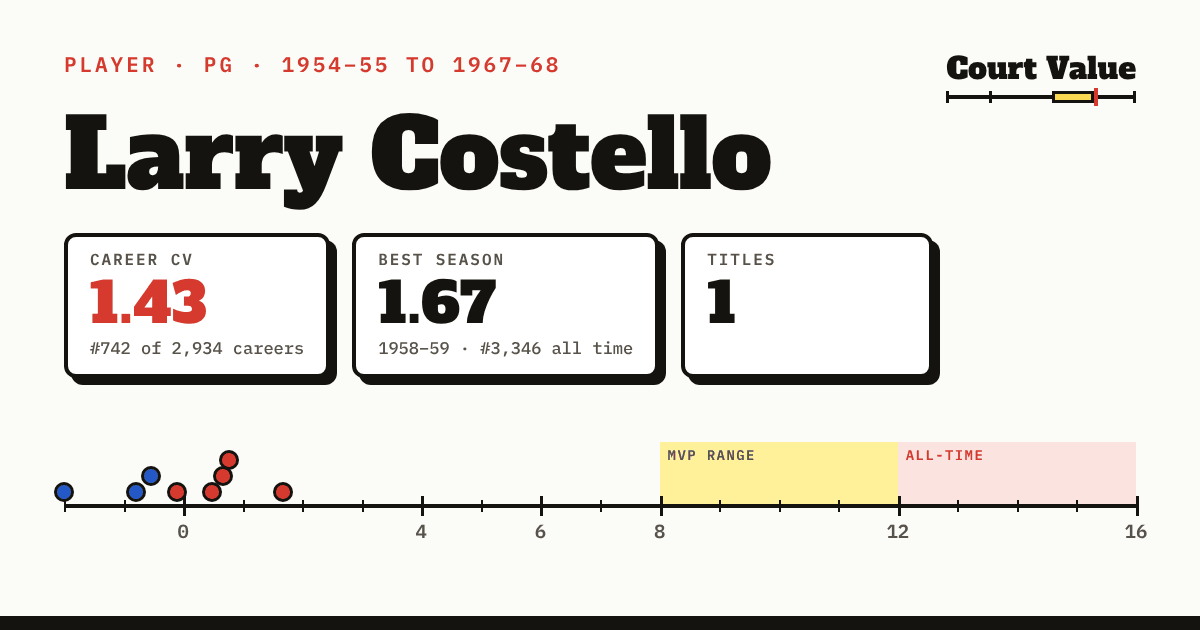 PLAYER · PG · 1954–55 TO 1967–68
Court Value
Larry Costello
CAREER CV
1.43
#742 of 2,934 careers
BEST SEASON
1.67
1958–59 · #3,346 all time
TITLES
1
MVP RANGE
ALL-TIME
0 4 6 8 12 16